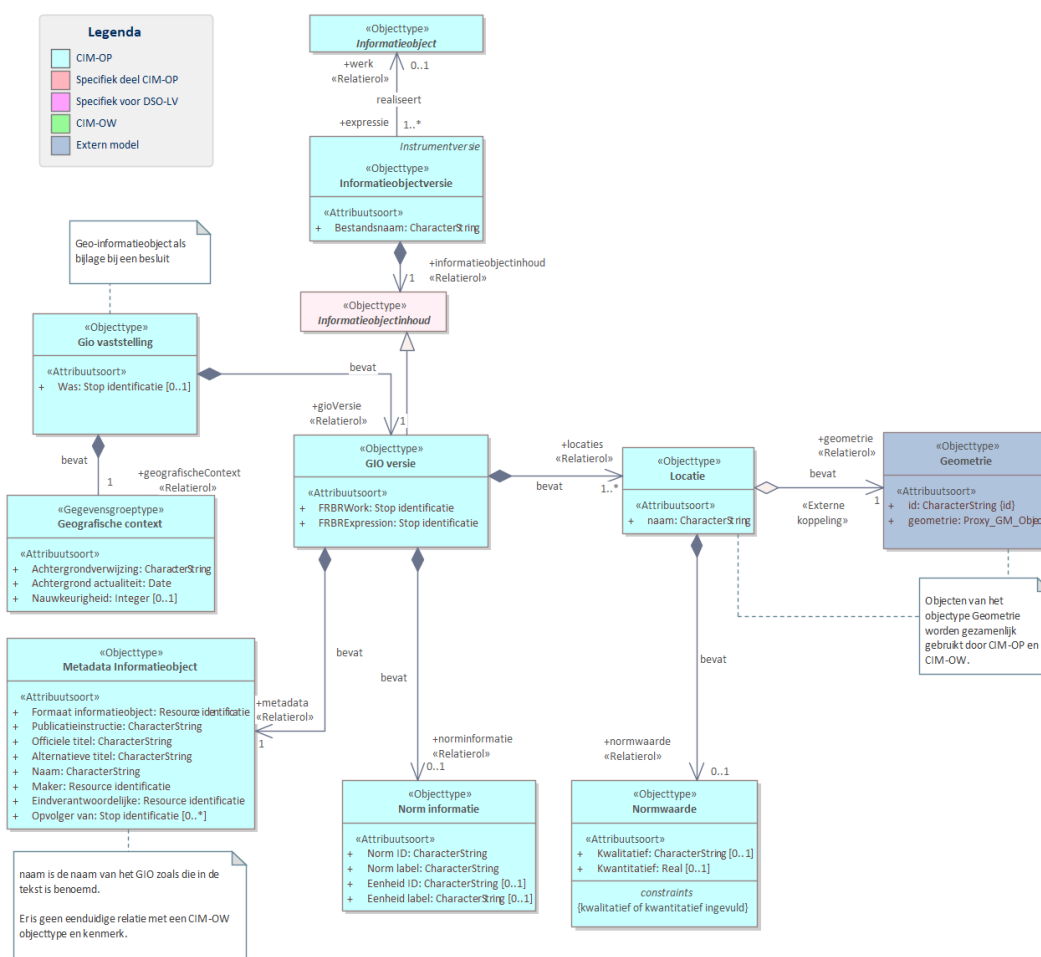 Legenda
CIM-OP
Specifiek deel CIM-OP
Specifiek voor DSO-LV
CIM-OW
Extern model
«Objecttype»
Informatieobject
+werk
«Relatierol»
0..1
realiseert
+expressie
1..*
Instrumentversie
«Objecttype»
Informatieobjectversie
«Attribuutsoort»
+ Bestandsnaam: CharacterString
+informatieobjectinhoud
«Relatierol»
1
«Objecttype»
Informatieobjectinhoud
Geo-informatieobject als
bijlage bij een besluit
«Objecttype»
Gio vaststelling
«Attribuutsoort»
+ Was: Stop identificatie [0..1]
bevat
+gioVersie
«Relatierol»
1
bevat
+geografischeContext
«Relatierol»
1
«Gegevensgroeptype»
Geografische context
«Attribuutsoort»
+ Achtergrondverwijzing: CharacterString
+ Achtergrond actualiteit: Date
+ Nauwkeurigheid: Integer [0..1]
«Objecttype»
GIO versie
«Attribuutsoort»
+ FRBRWork: Stop identificatie
+ FRBRExpression: Stop identificatie
+locaties
«Relatierol»
bevat
1..*
«Objecttype»
Locatie
«Attribuutsoort»
+ naam: CharacterString
+geometrie
«Relatierol»
bevat
1
«Externe
koppeling»
«Objecttype»
Geometrie
«Attribuutsoort»
+ id: CharacterString {id}
+ geometrie: Proxy_GM_Objec
Objecten van het
objectype Geometrie
worden gezamenlijk
gebruikt door CIM-OP en
CIM-OW.
bevat
+metadata
«Relatierol»
1
«Objecttype»
Metadata Informatieobject
«Attribuutsoort»
+ Formaat informatieobject: Resource identificatie
+ Publicatieinstructie: CharacterString
+ Officiele titel: CharacterString
+ Alternatieve titel: CharacterString
+ Naam: CharacterString
+ Maker: Resource identificatie
+ Eindverantwoordelijke: Resource identificatie
+ Opvolger van: Stop identificatie [0..*]
naam is de naam van het GIO zoals die in de
tekst is benoemd.
Er is geen eenduidige relatie met een CIM-OW
objecttype en kenmerk.
bevat
+norminformatie
«Relatierol»
0..1
«Objecttype»
Norm informatie
«Attribuutsoort»
+ Norm ID: CharacterString
+ Norm label: CharacterString
+ Eenheid ID: CharacterString [0..1]
+ Eenheid label: CharacterString [0..1]
bevat
+normwaarde
«Relatierol»
0..1
«Objecttype»
Normwaarde
«Attribuutsoort»
+ Kwalitatief: CharacterString [0..1]
+ Kwantitatief: Real [0..1]
constraints
{kwalitatief of kwantitatief ingevuld}